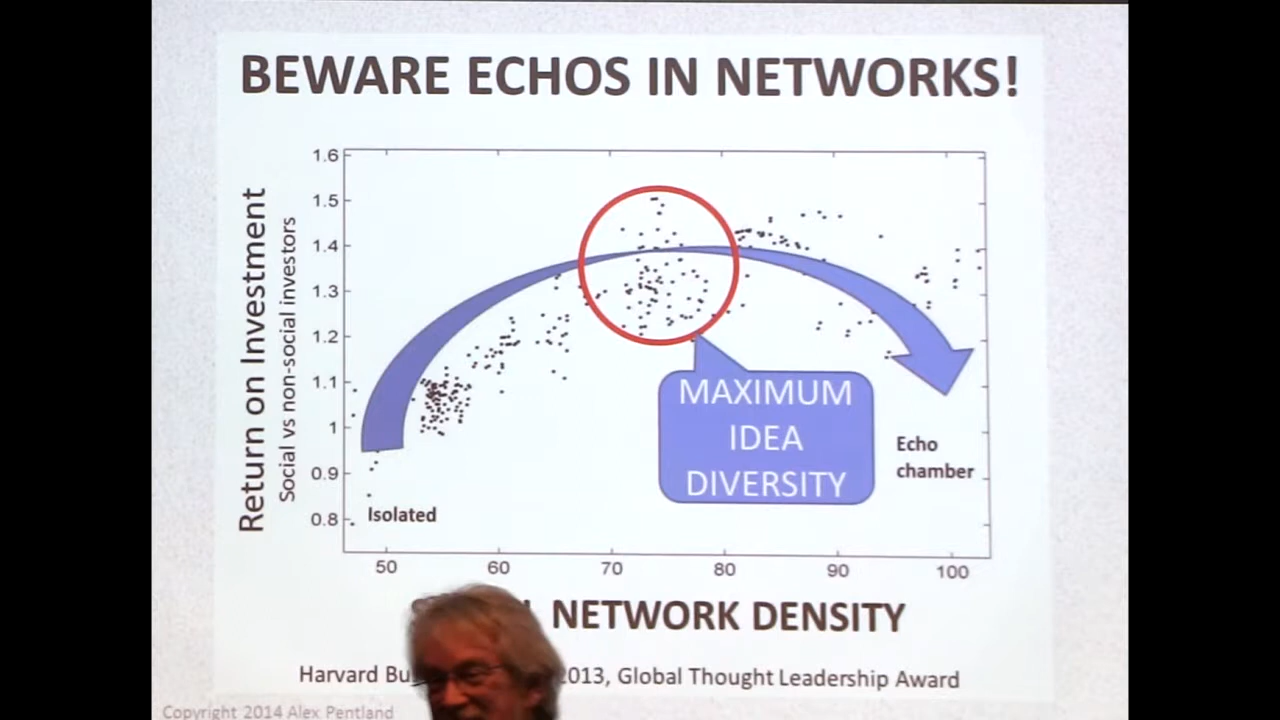 BEWARE ECHOS IN NETWORKS!
Return on Investment
Social vs non-social investors
1.6
1.5
1.4
1.3
1.2
1.1
1
0.9
0.8
Isolated
MAXIMUM
IDEA
DIVERSITY
Echo
chamber
50 60 70 80 90 100
NETWORK DENSITY
Harvard 2013, Global Thought Leadership Award
Copyright 2014 Alex Pentland